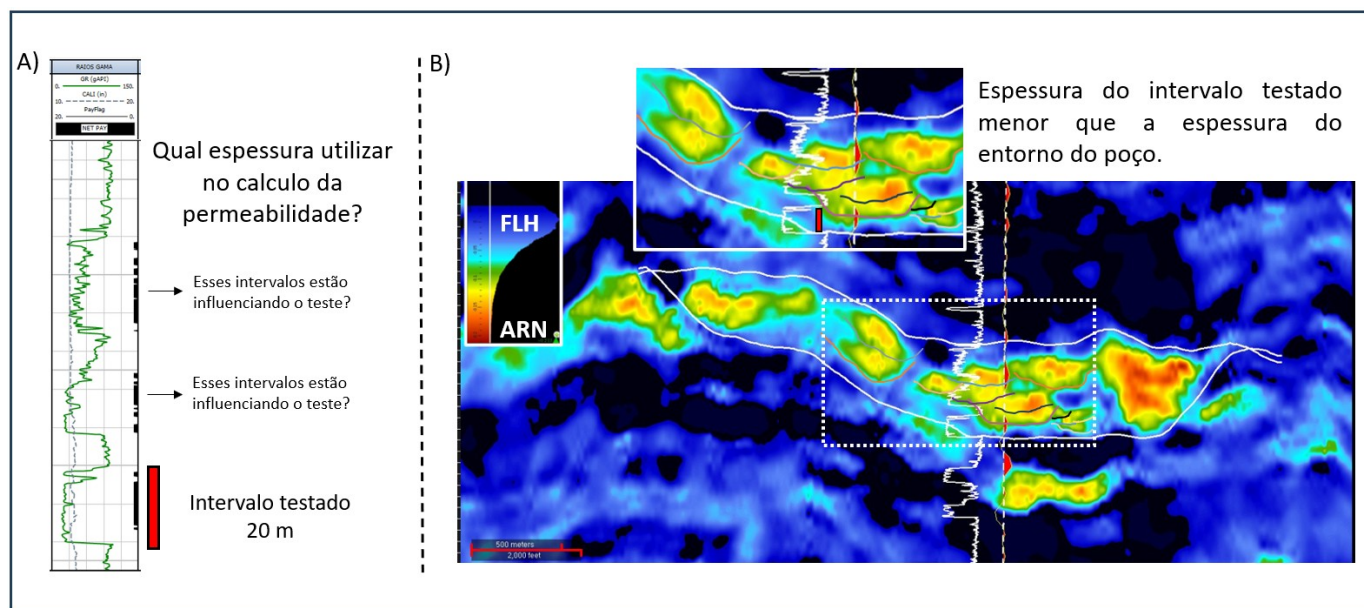 A)
RAIOS GAMA
GR (gAPI)
0. 150.
CALI (in)
10. 20.
PayFlag
20. 0.
NET PAY
Qual espessura utilizar
no calculo da
permeabilidade?
Esses intervalos estão
influenciando o teste?
Esses intervalos estão
influenciando o teste?
Intervalo testado
20 m
B)
Espessura do intervalo testado
menor que a espessura do
entorno do poço.
FLH
ARN
500 meters
2,000 feet